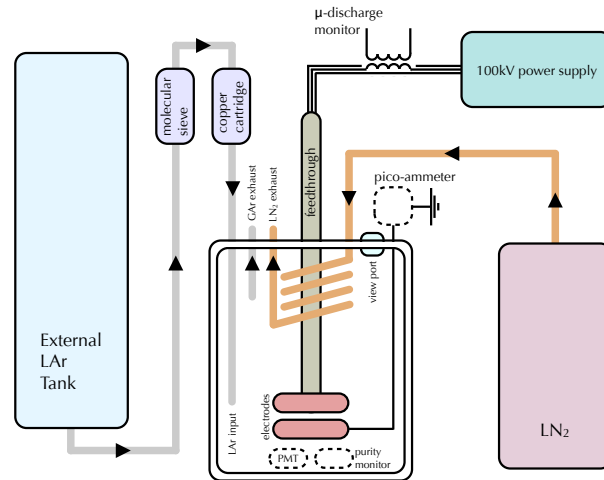 μ-discharge
monitor
100kV power supply
molecular
sieve
copper
cartridge
feedthrough
GAr exhaust
LN₂ exhaust
pico-ammeter
view port
External
LAr
Tank
LAr input
electrodes
PMT
purity
monitor
LN₂